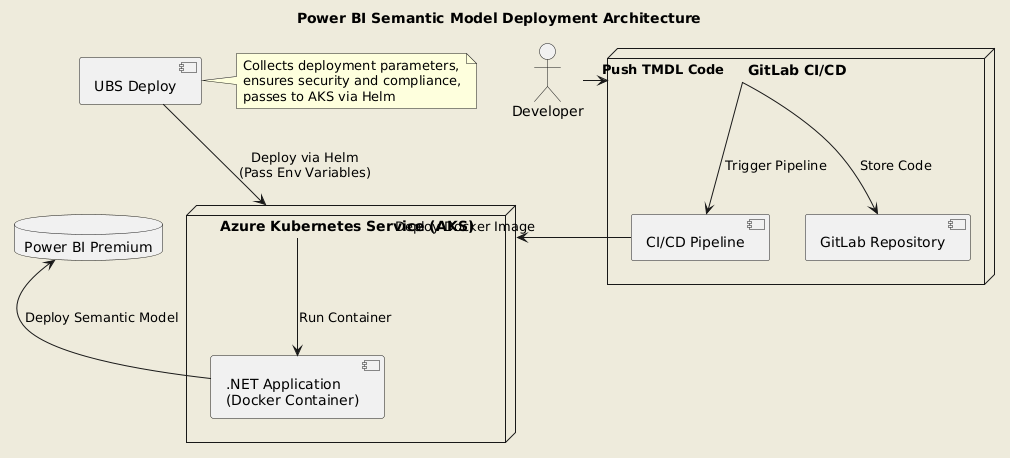 Power BI Semantic Model Deployment Architecture
UBS Deploy
Collects deployment parameters,
ensures security and compliance,
passes to AKS via Helm
Developer
Push TMDL Code
GitLab CI/CD
Deploy via Helm
(Pass Env Variables)
Trigger Pipeline
Store Code
Power BI Premium
Azure Kubernetes Service (AKS)
Deploy Docker Image
CI/CD Pipeline
GitLab Repository
Deploy Semantic Model
Run Container
.NET Application
(Docker Container)